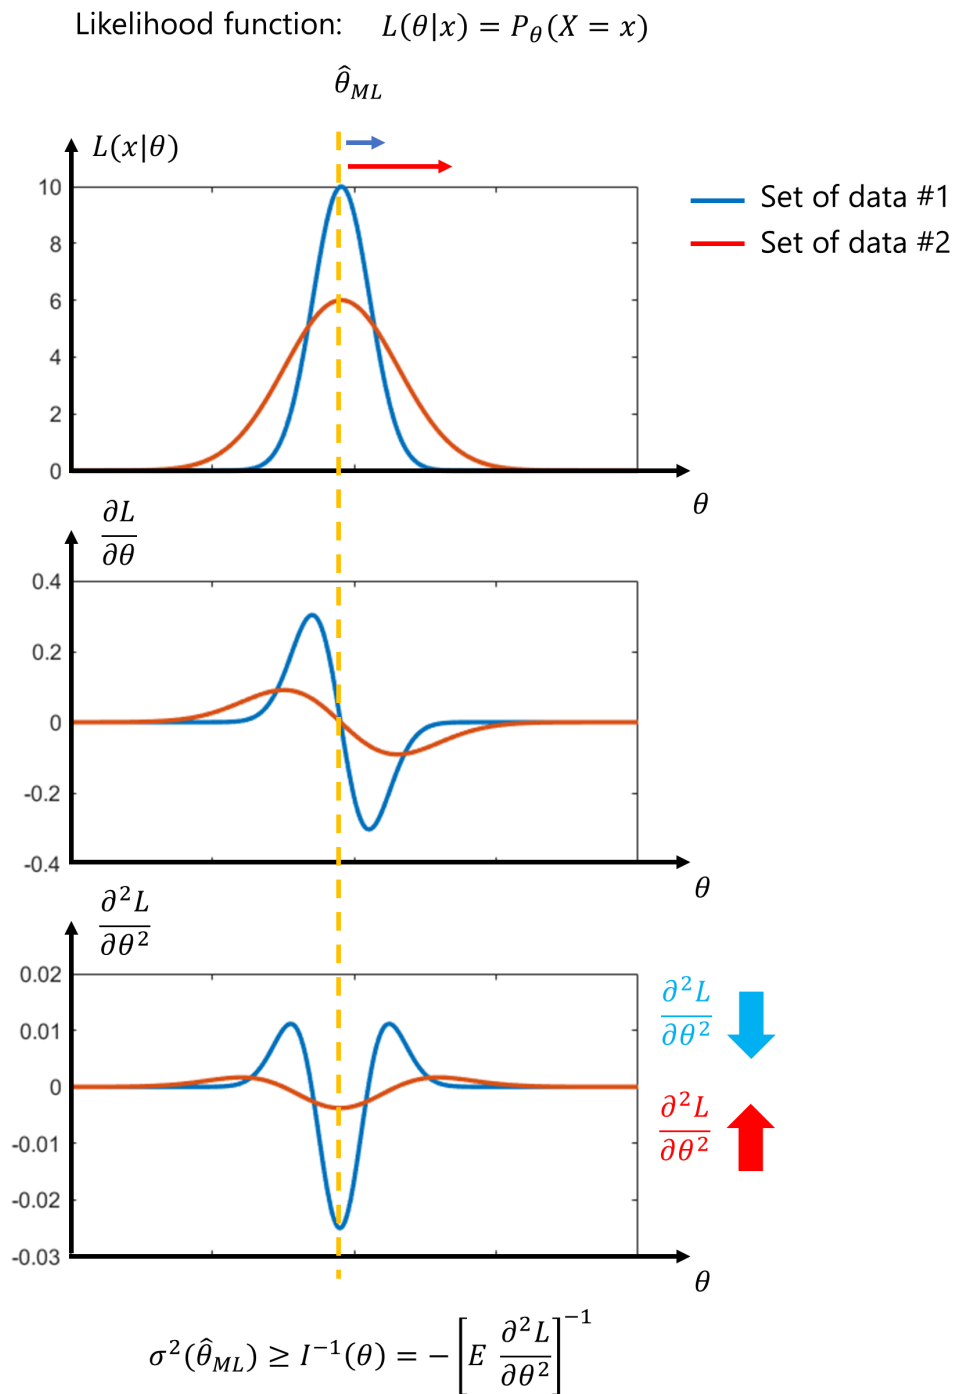 Likelihood function: L(θ|x) = P_θ(X = x)
θ̂_ML
L(x|θ)
10
8
6
4
2
0
θ
Set of data #1
Set of data #2
∂L/∂θ
0.4
0.2
0
-0.2
-0.4
θ
∂²L/∂θ²
0.02
0.01
0
-0.01
-0.02
-0.03
θ
∂²L/∂θ²
∂²L/∂θ²
σ²(θ̂_ML) ≥ I⁻¹(θ) = −[E ∂²L/∂θ²]⁻¹